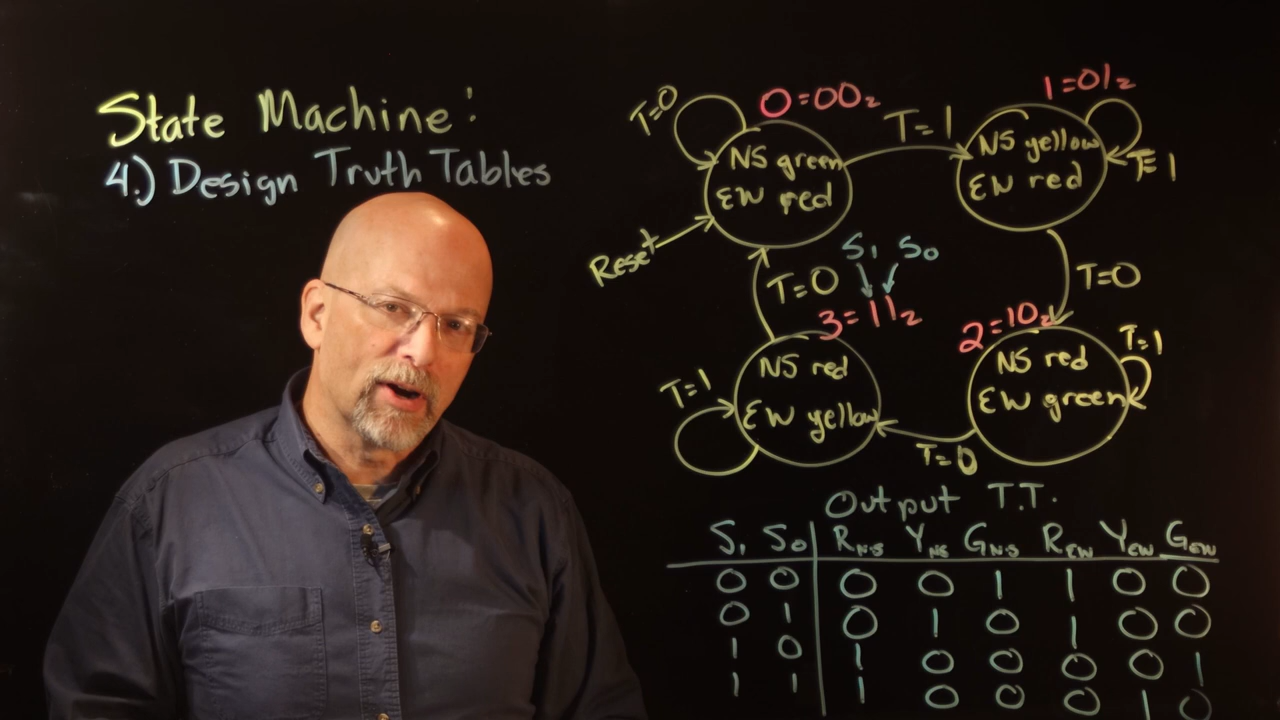 State Machine:
4.) Design Truth Tables
T=0
0=00₂
T=1
1=01₂
NS green
EW red
NS yellow
EW red
T=1
Reset
S₁ S₀
T=0
T=0
3=11₂
2=10₂
T=1
NS red
EW yellow
NS red
EW green
T=1
T=0
Output T.T.
S₁ S₀ R_NS Y_NS G_NS R_EW Y_EW G_EW
0 0 0 0 1 1 0 0
0 1 0 1 0 1 0 0
1 0 1 0 0 0 0 1
1 1 1 0 0 0 1 0